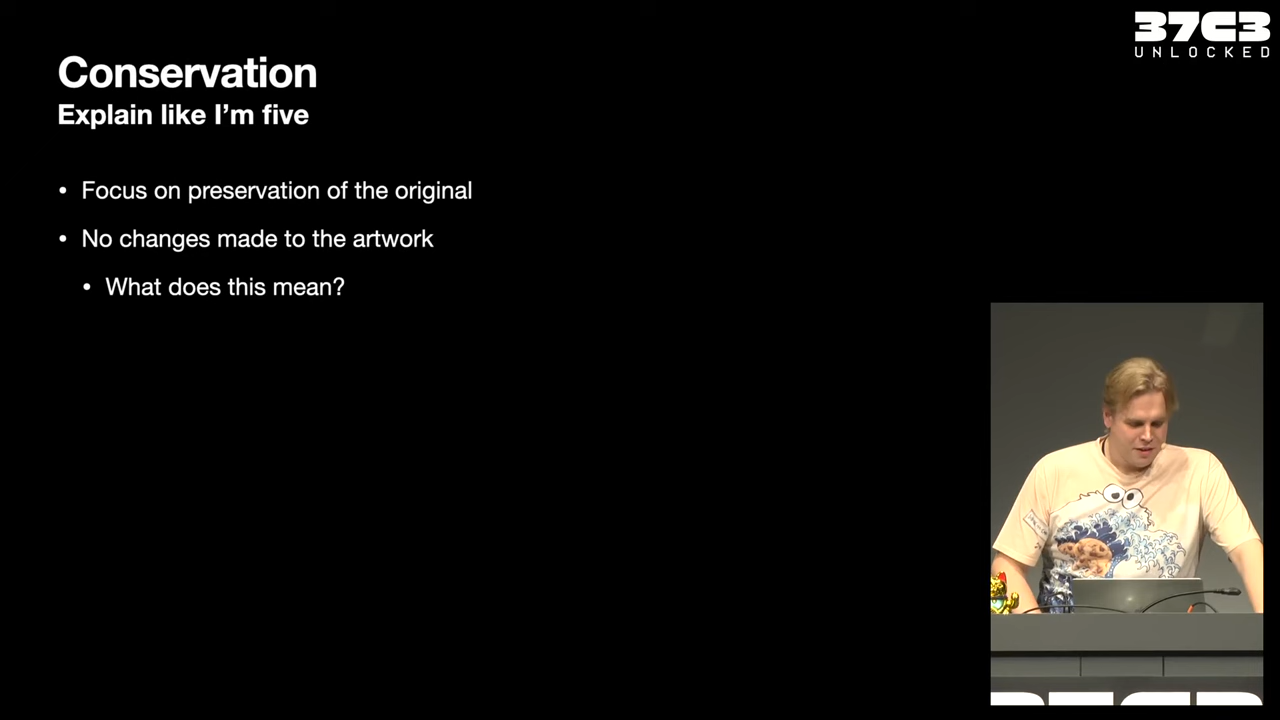 37C3
UNLOCKED
Conservation
Explain like I'm five
• Focus on preservation of the original
• No changes made to the artwork
• What does this mean?